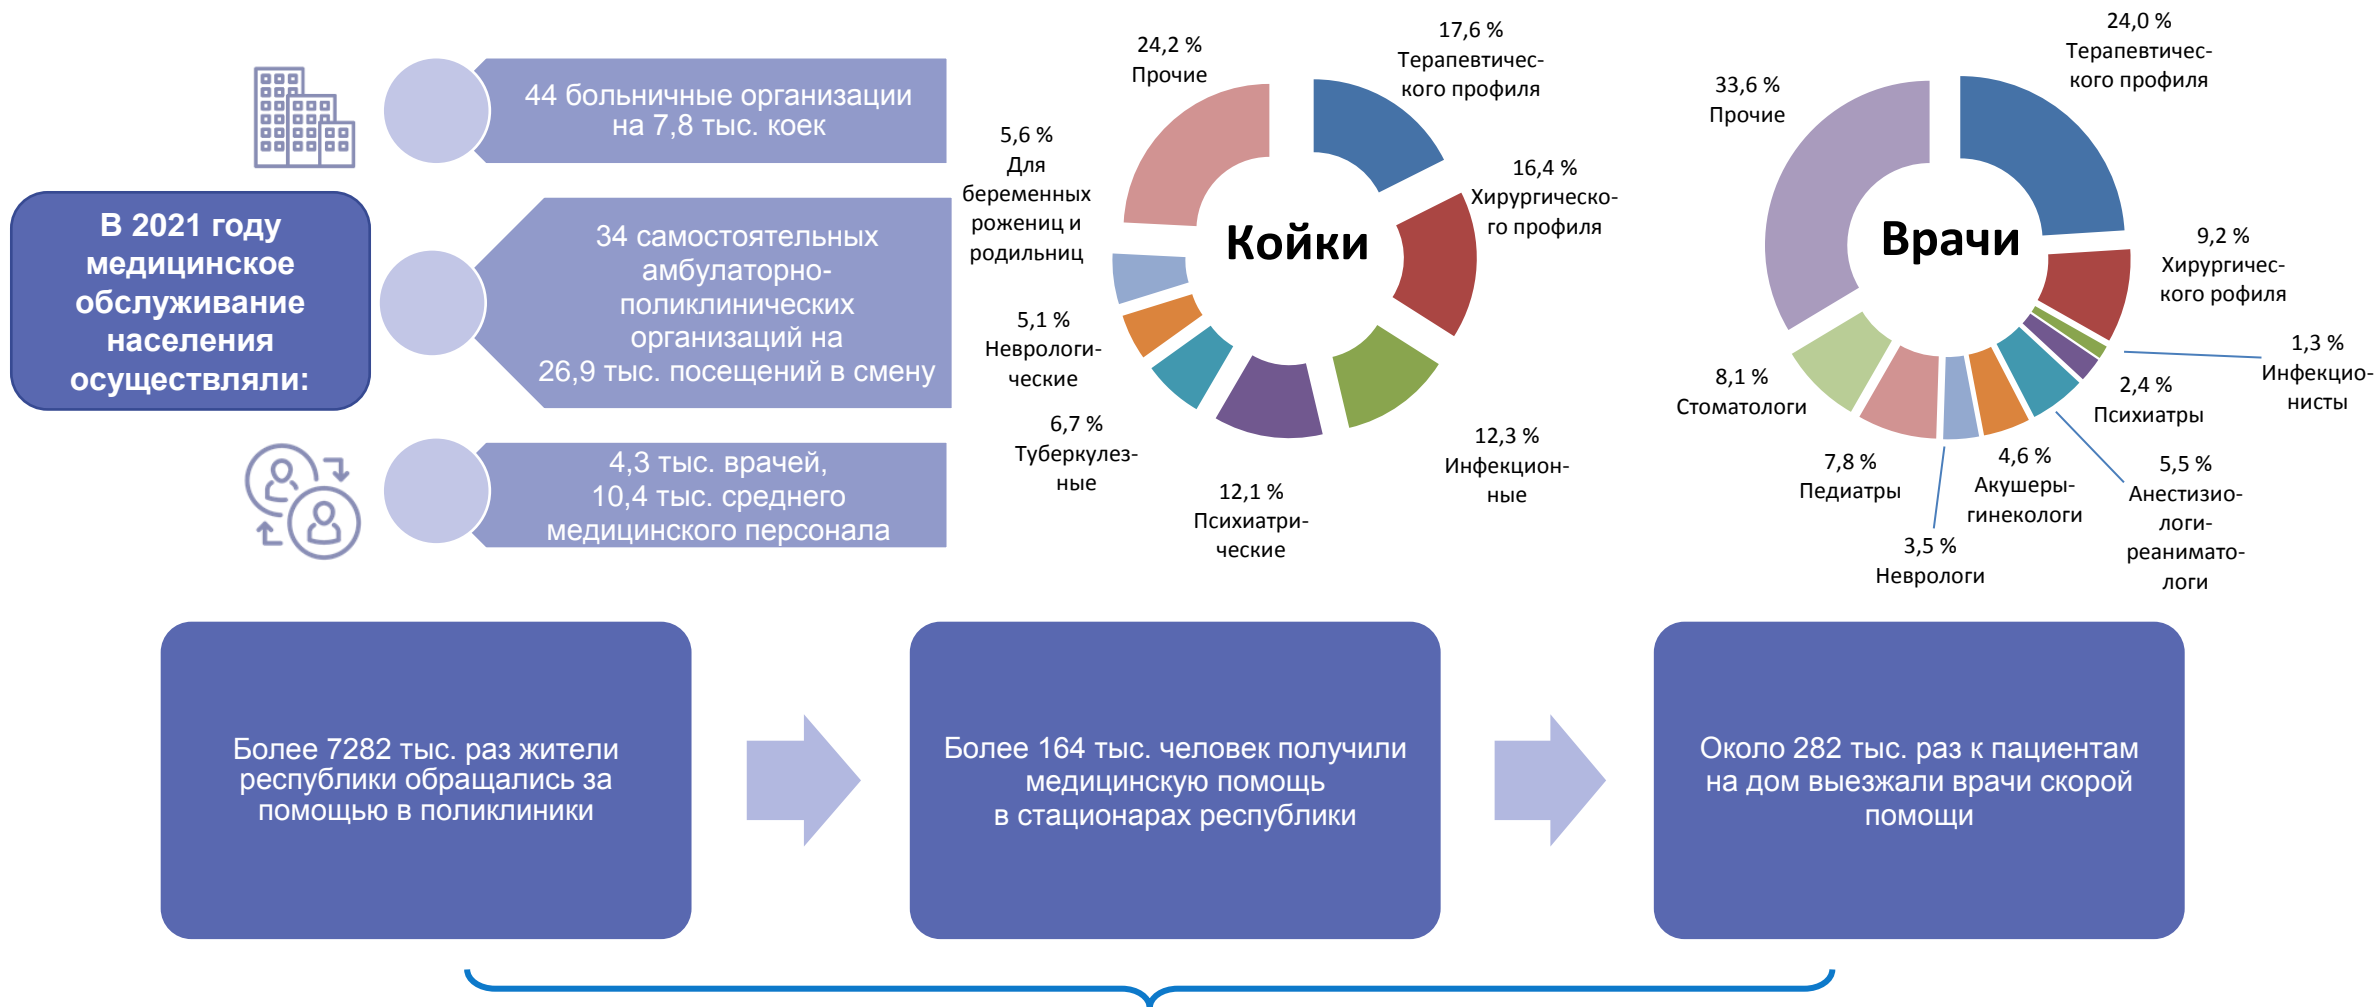 В 2021 году
медицинское
обслуживание
населения
осуществляли:
44 больничные организации
на 7,8 тыс. коек
34 самостоятельных
амбулаторно-
поликлинических
организаций на
26,9 тыс. посещений в смену
4,3 тыс. врачей,
10,4 тыс. среднего
медицинского персонала
Койки
17,6 %
Терапевтичес-
кого профиля
16,4 %
Хирургическо-
го профиля
12,3 %
Инфекцион-
ные
12,1 %
Психиатри-
ческие
6,7 %
Туберкулез-
ные
5,1 %
Неврологи-
ческие
5,6 %
Для
беременных
рожениц и
родильниц
24,2 %
Прочие
Врачи
24,0 %
Терапевтичес-
кого профиля
9,2 %
Хирургичес-
кого рофиля
1,3 %
Инфекцио-
нисты
2,4 %
Психиатры
5,5 %
Анестизио-
логи-
реанимато-
логи
4,6 %
Акушеры-
гинекологи
3,5 %
Неврологи
7,8 %
Педиатры
8,1 %
Стоматологи
33,6 %
Прочие
Более 7282 тыс. раз жители
республики обращались за
помощью в поликлиники
Более 164 тыс. человек получили
медицинскую помощь
в стационарах республики
Около 282 тыс. раз к пациентам
на дом выезжали врачи скорой
помощи